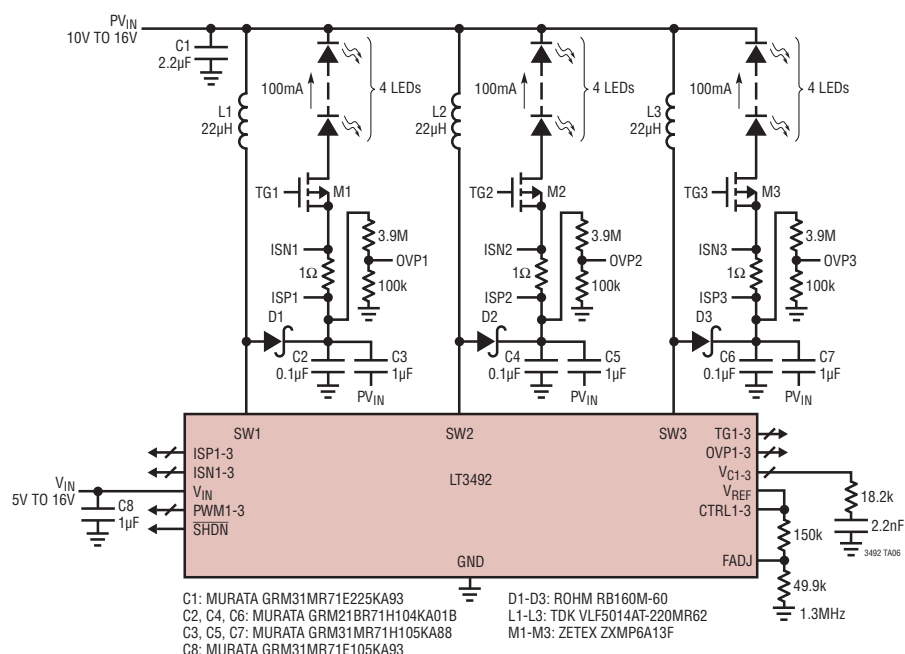 PVIN
10V TO 16V
C1
2.2µF
100mA
4 LEDs
100mA
4 LEDs
100mA
4 LEDs
L1
22µH
L2
22µH
L3
22µH
TG1
M1
TG2
M2
TG3
M3
ISN1
3.9M
1Ω
OVP1
ISP1
100k
ISN2
3.9M
1Ω
OVP2
ISP2
100k
ISN3
3.9M
1Ω
OVP3
ISP3
100k
D1
C2
0.1µF
C3
1µF
PVIN
D2
C4
0.1µF
C5
1µF
PVIN
D3
C6
0.1µF
C7
1µF
PVIN
SW1
SW2
SW3
ISP1-3
ISN1-3
VIN
PWM1-3
SHDN
LT3492
GND
TG1-3
OVP1-3
VC1-3
VREF
CTRL1-3
FADJ
VIN
5V TO 16V
C8
1µF
18.2k
2.2nF
150k
3492 TA06
49.9k
1.3MHz
C1: MURATA GRM31MR71E225KA93
C2, C4, C6: MURATA GRM21BR71H104KA01B
C3, C5, C7: MURATA GRM31MR71H105KA88
C8: MURATA GRM31MR71E105KA93
D1-D3: ROHM RB160M-60
L1-L3: TDK VLF5014AT-220MR62
M1-M3: ZETEX ZXMP6A13F